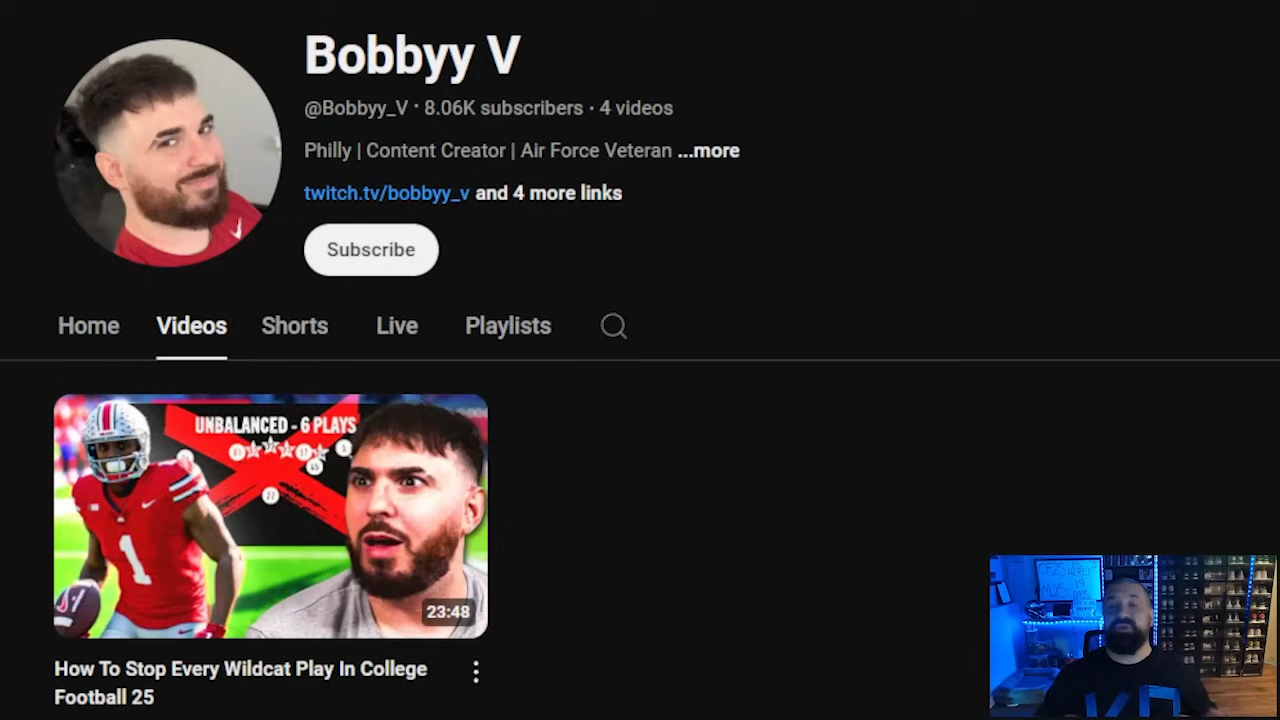 Bobbyy V
@Bobbyy_V · 8.06K subscribers · 4 videos
Philly | Content Creator | Air Force Veteran ...more
twitch.tv/bobbyy_v and 4 more links
Subscribe
Home Videos Shorts Live Playlists
UNBALANCED - 6 PLAYS
22
1
23:48
How To Stop Every Wildcat Play In College
Football 25